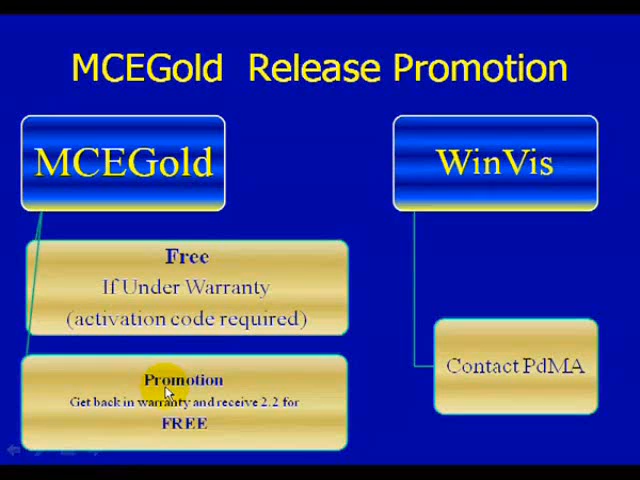 MCEGold Release Promotion
MCEGold
WinVis
Free
If Under Warranty
(activation code required)
Promotion
Get back in warranty and receive 2.2 for
FREE
Contact PdMA